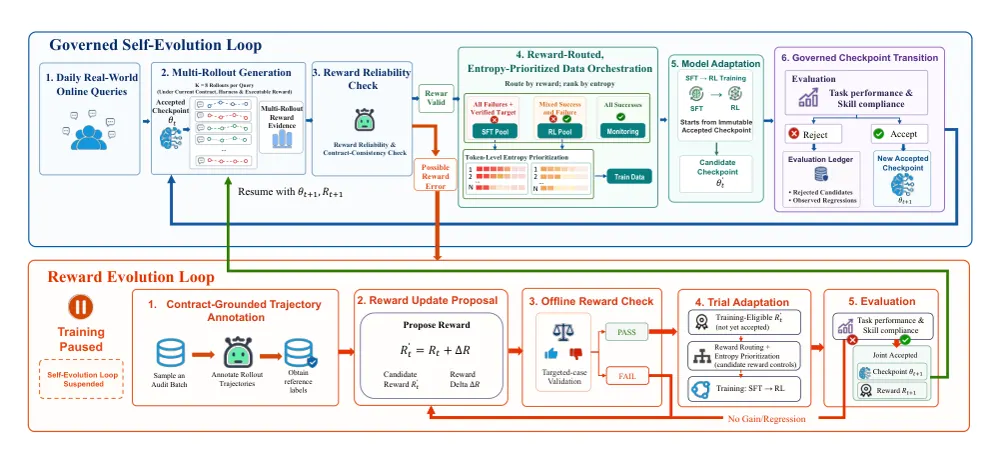 Governed Self-Evolution Loop
1. Daily Real-World
Online Queries
2. Multi-Rollout Generation
K = 8 Rollouts per Query
(Under Current Contract, Harness & Executable Reward)
Accepted
Checkpoint
θt
...
Multi-Rollout
Reward
Evidence
3. Reward Reliability
Check
Reward Reliability &
Contract-Consistency Check
Rewar
Valid
Possible
Reward
Error
4. Reward-Routed,
Entropy-Prioritized Data Orchestration
Route by reward; rank by entropy
All Failures +
Verified Target
SFT Pool
Mixed Success
and Failure
RL Pool
All Successes
Monitoring
Token-Level Entropy Prioritization
1
2
...
N
1
2
...
N
Train Data
5. Model Adaptation
SFT → RL Training
SFT
RL
Starts from Immutable
Accepted Checkpoint
Candidate
Checkpoint
θ't
6. Governed Checkpoint Transition
Evaluation
Task performance &
Skill compliance
Reject
Accept
Evaluation Ledger
• Rejected Candidates
• Observed Regressions
New Accepted
Checkpoint
θt+1
Resume with θt+1, Rt+1
Reward Evolution Loop
Training
Paused
Self-Evolution Loop
Suspended
1. Contract-Grounded Trajectory
Annotation
Sample an
Audit Batch
Annotate Rollout
Trajectories
Obtain
reference
labels
2. Reward Update Proposal
Propose Reward
R't = Rt + ΔR
Candidate
Reward R't
Reward
Delta ΔR
3. Offline Reward Check
Targeted-case
Validation
PASS
FAIL
4. Trial Adaptation
Training-Eligible R't
(not yet accepted)
Reward Routing +
Entropy Prioritization
(candidate reward controls)
Training: SFT → RL
5. Evaluation
Task performance &
Skill compliance
Joint Accepted
Checkpoint θt+1
Reward Rt+1
No Gain/Regression